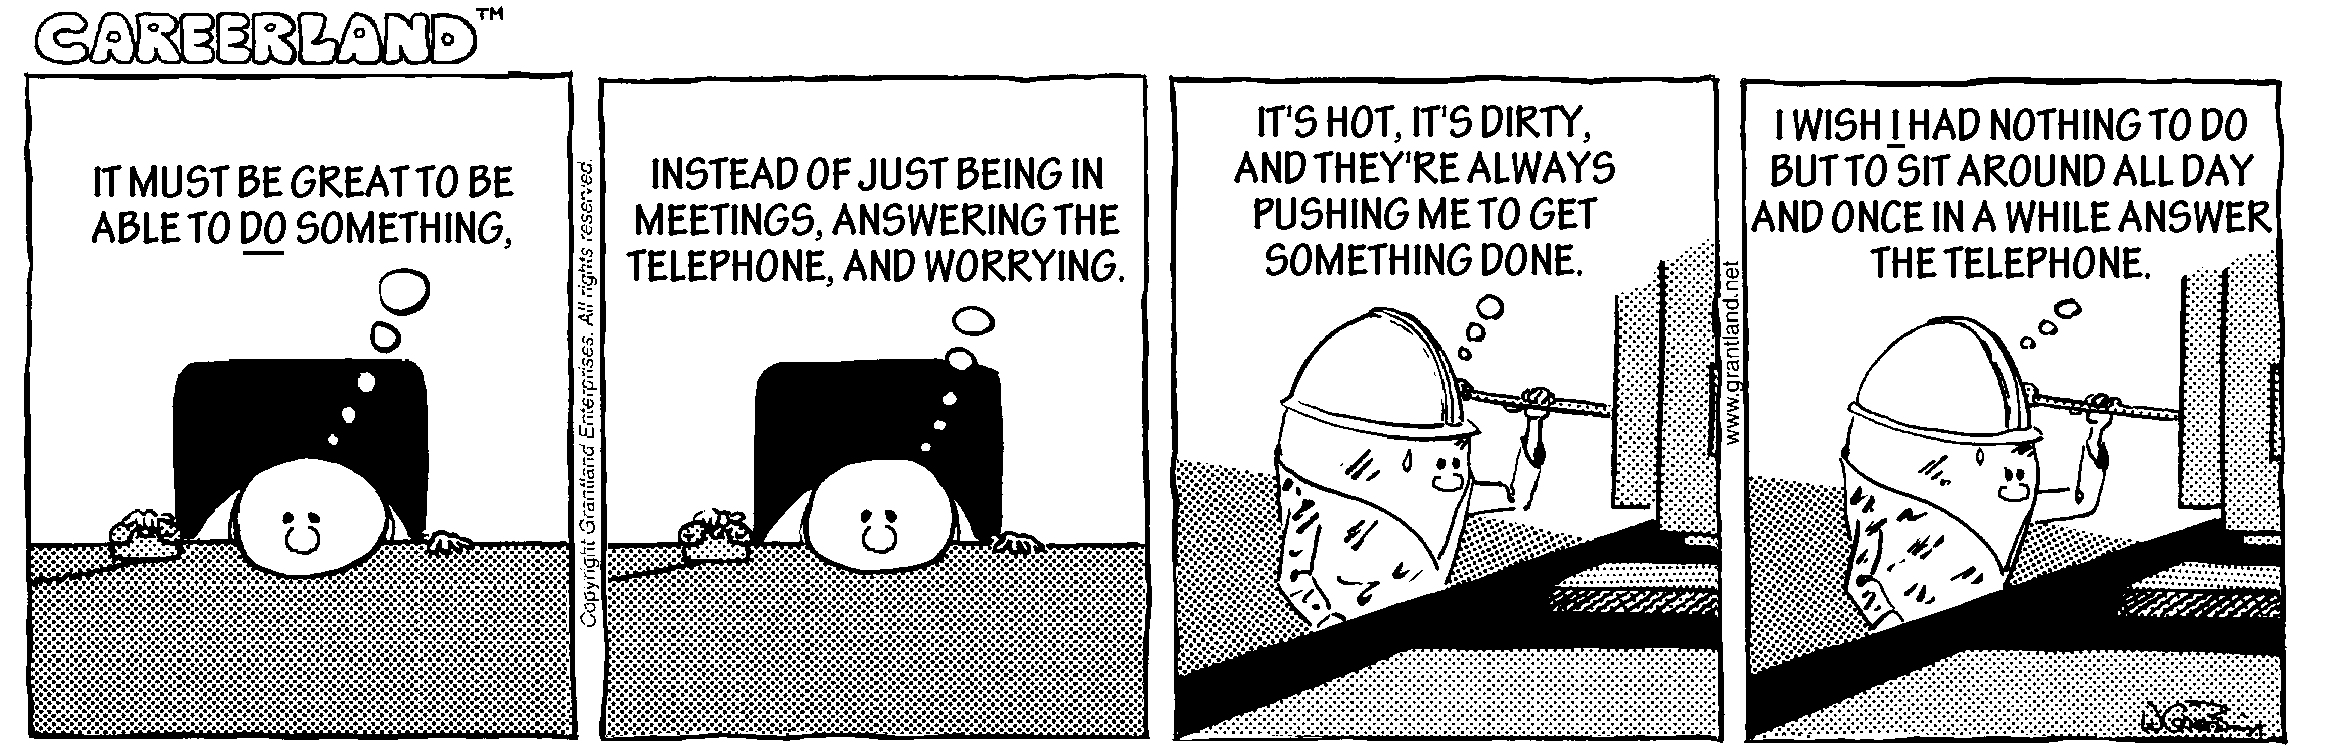 CAREERLAND™
IT MUST BE GREAT TO BE
ABLE TO DO SOMETHING,
Copyright Grantland Enterprises. All rights reserved.
INSTEAD OF JUST BEING IN
MEETINGS, ANSWERING THE
TELEPHONE, AND WORRYING.
IT'S HOT, IT'S DIRTY,
AND THEY'RE ALWAYS
PUSHING ME TO GET
SOMETHING DONE.
www.grantland.net
I WISH I HAD NOTHING TO DO
BUT TO SIT AROUND ALL DAY
AND ONCE IN A WHILE ANSWER
THE TELEPHONE.